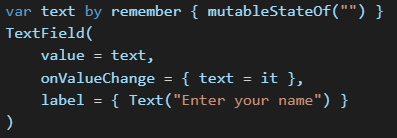 var text by remember { mutableStateOf("") }
TextField(
    value = text,
    onValueChange = { text = it },
    label = { Text("Enter your name") }
)